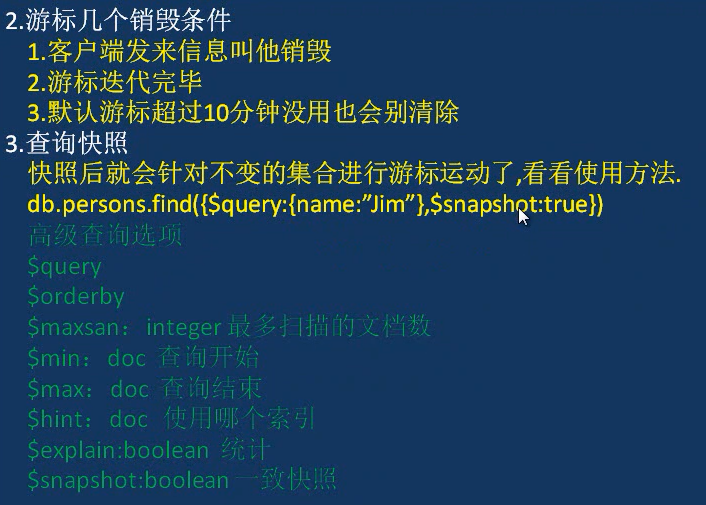 2.游标几个销毁条件
1.客户端发来信息叫他销毁
2.游标迭代完毕
3.默认游标超过10分钟没用也会别清除
3.查询快照
快照后就会针对不变的集合进行游标运动了,看看使用方法.
db.persons.find({$query:{name:”Jim”},$snapshot:true})
高级查询选项
$query
$orderby
$maxsan：integer 最多扫描的文档数
$min：doc 查询开始
$max：doc 查询结束
$hint：doc 使用哪个索引
$explain:boolean 统计
$snapshot:boolean 一致快照